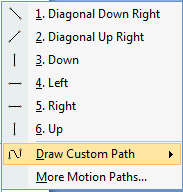 1. Diagonal Down Right
2. Diagonal Up Right
3. Down
4. Left
5. Right
6. Up
Draw Custom Path
More Motion Paths...